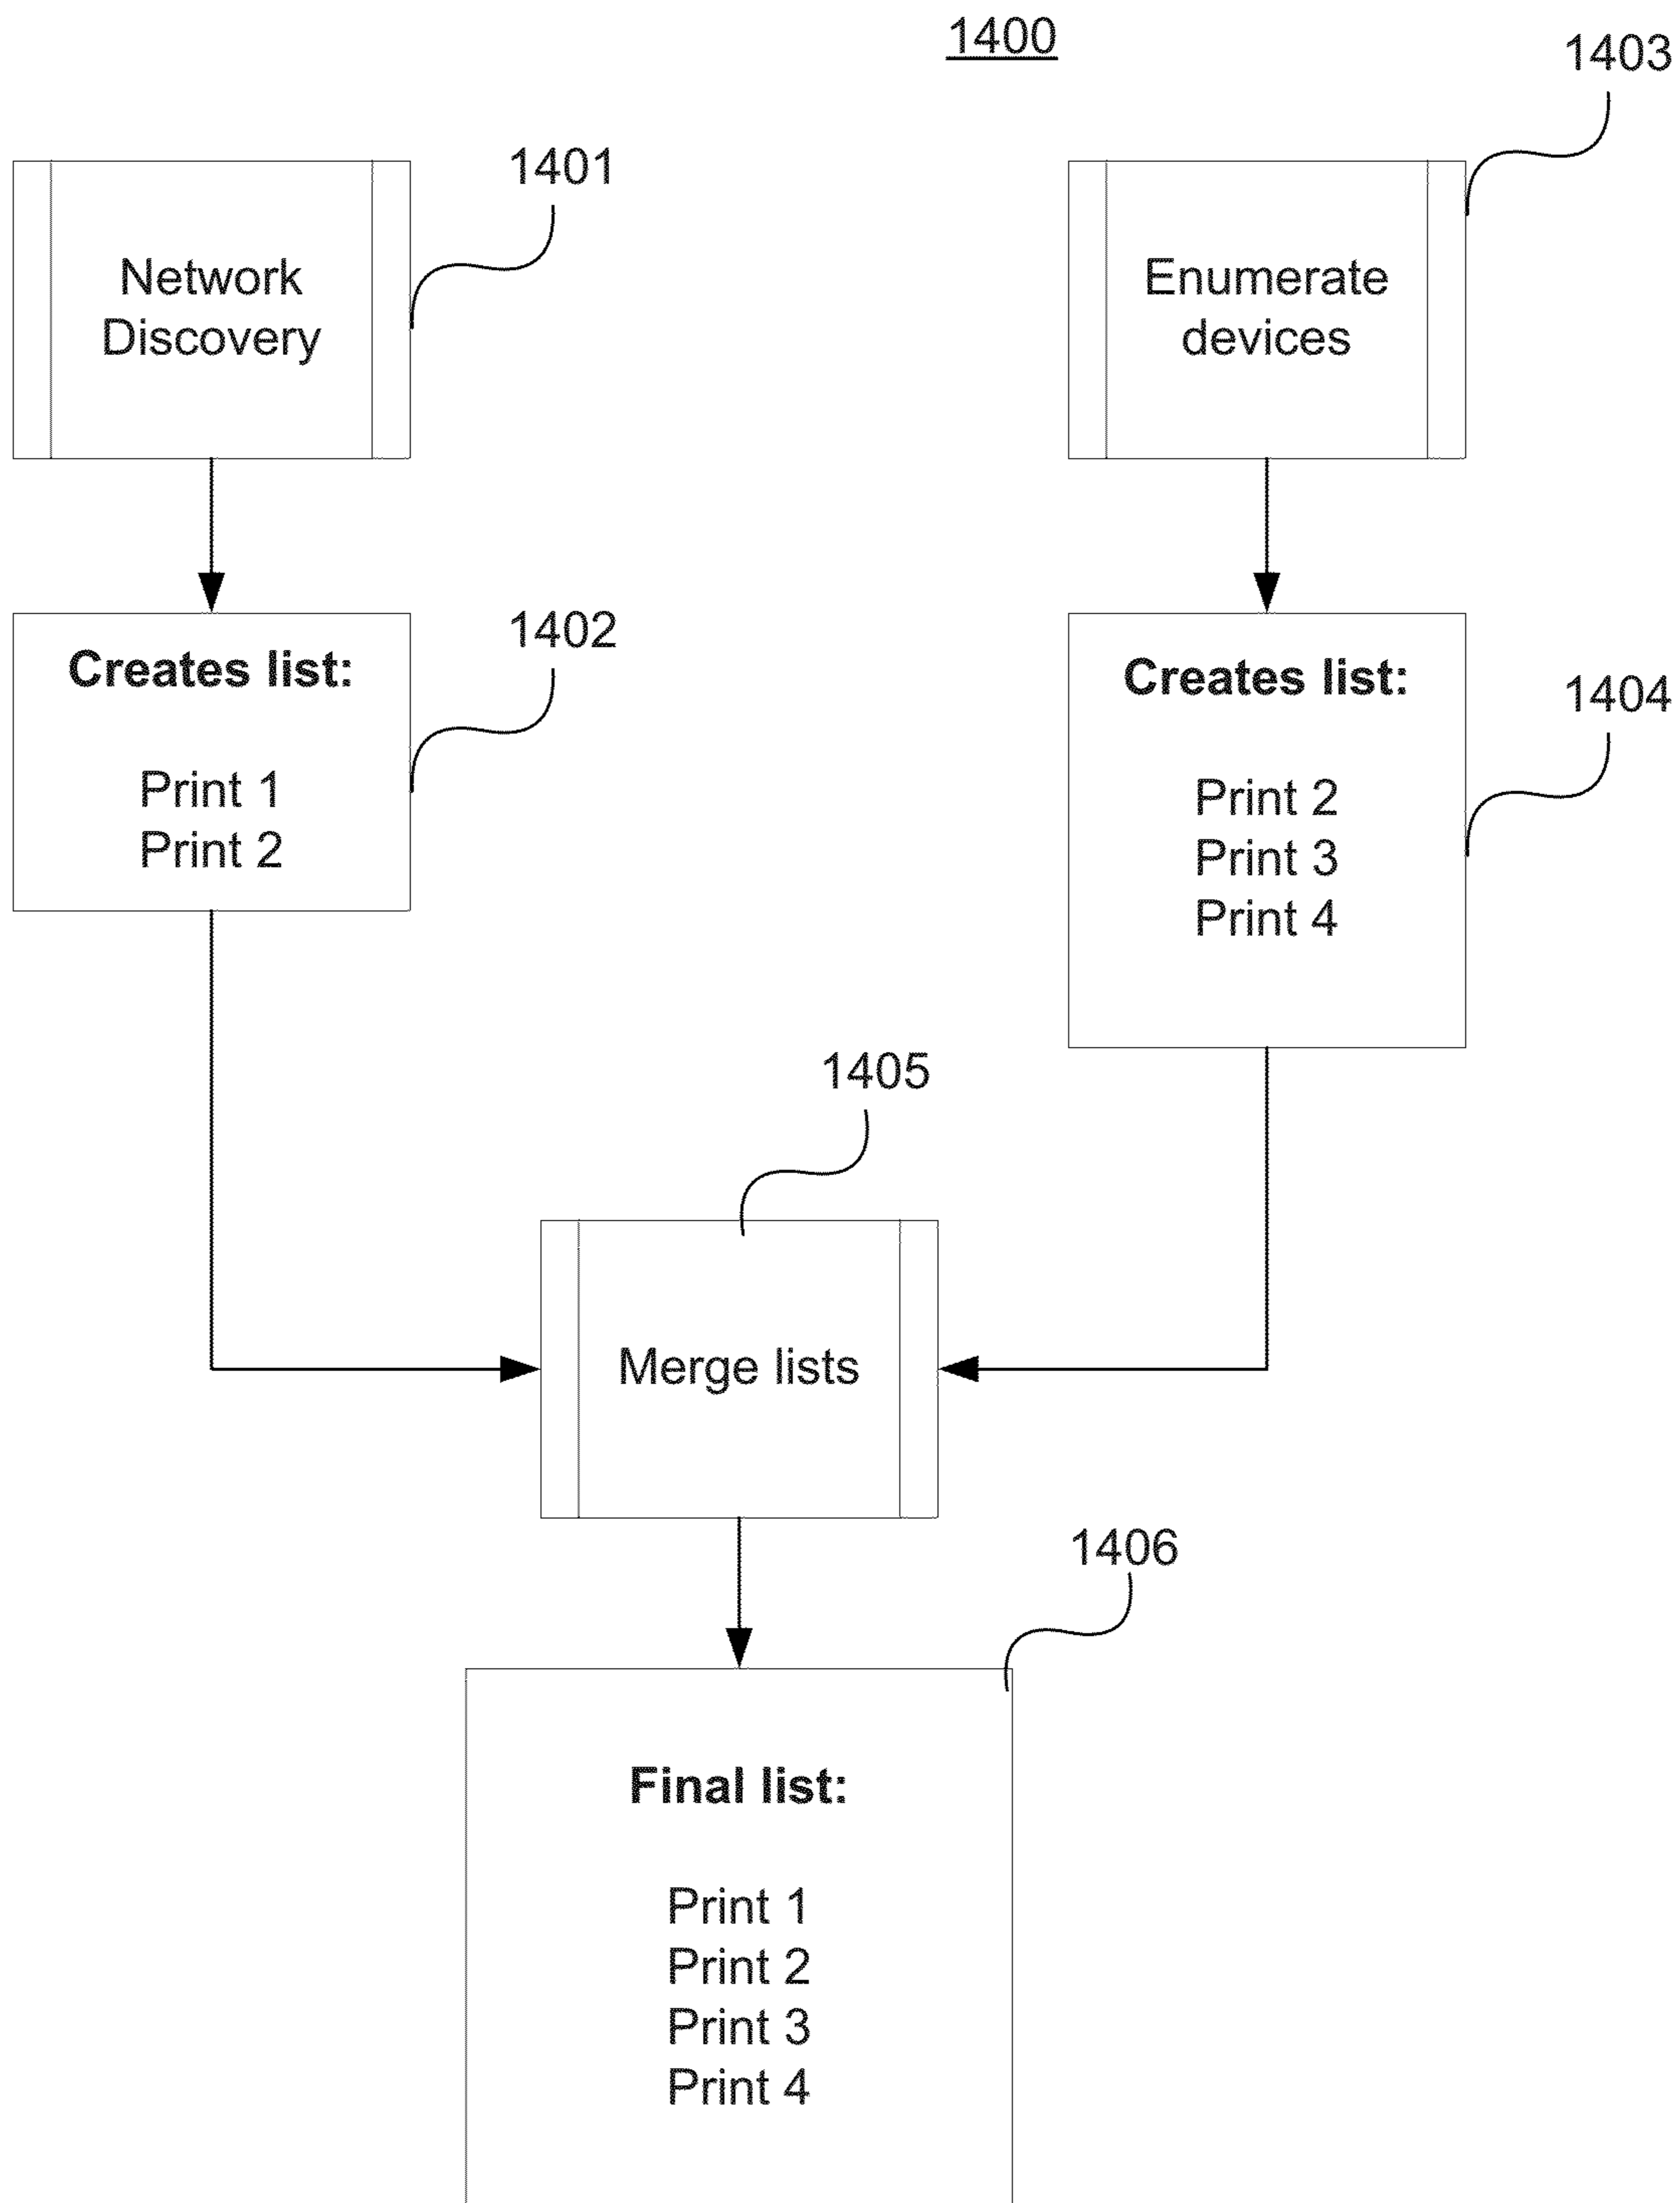 1400
1403
1401
Network
Discovery
Enumerate
devices
1402
Creates list:
Print 1
Print 2
1404
Creates list:
Print 2
Print 3
Print 4
1405
Merge lists
1406
Final list:
Print 1
Print 2
Print 3
Print 4